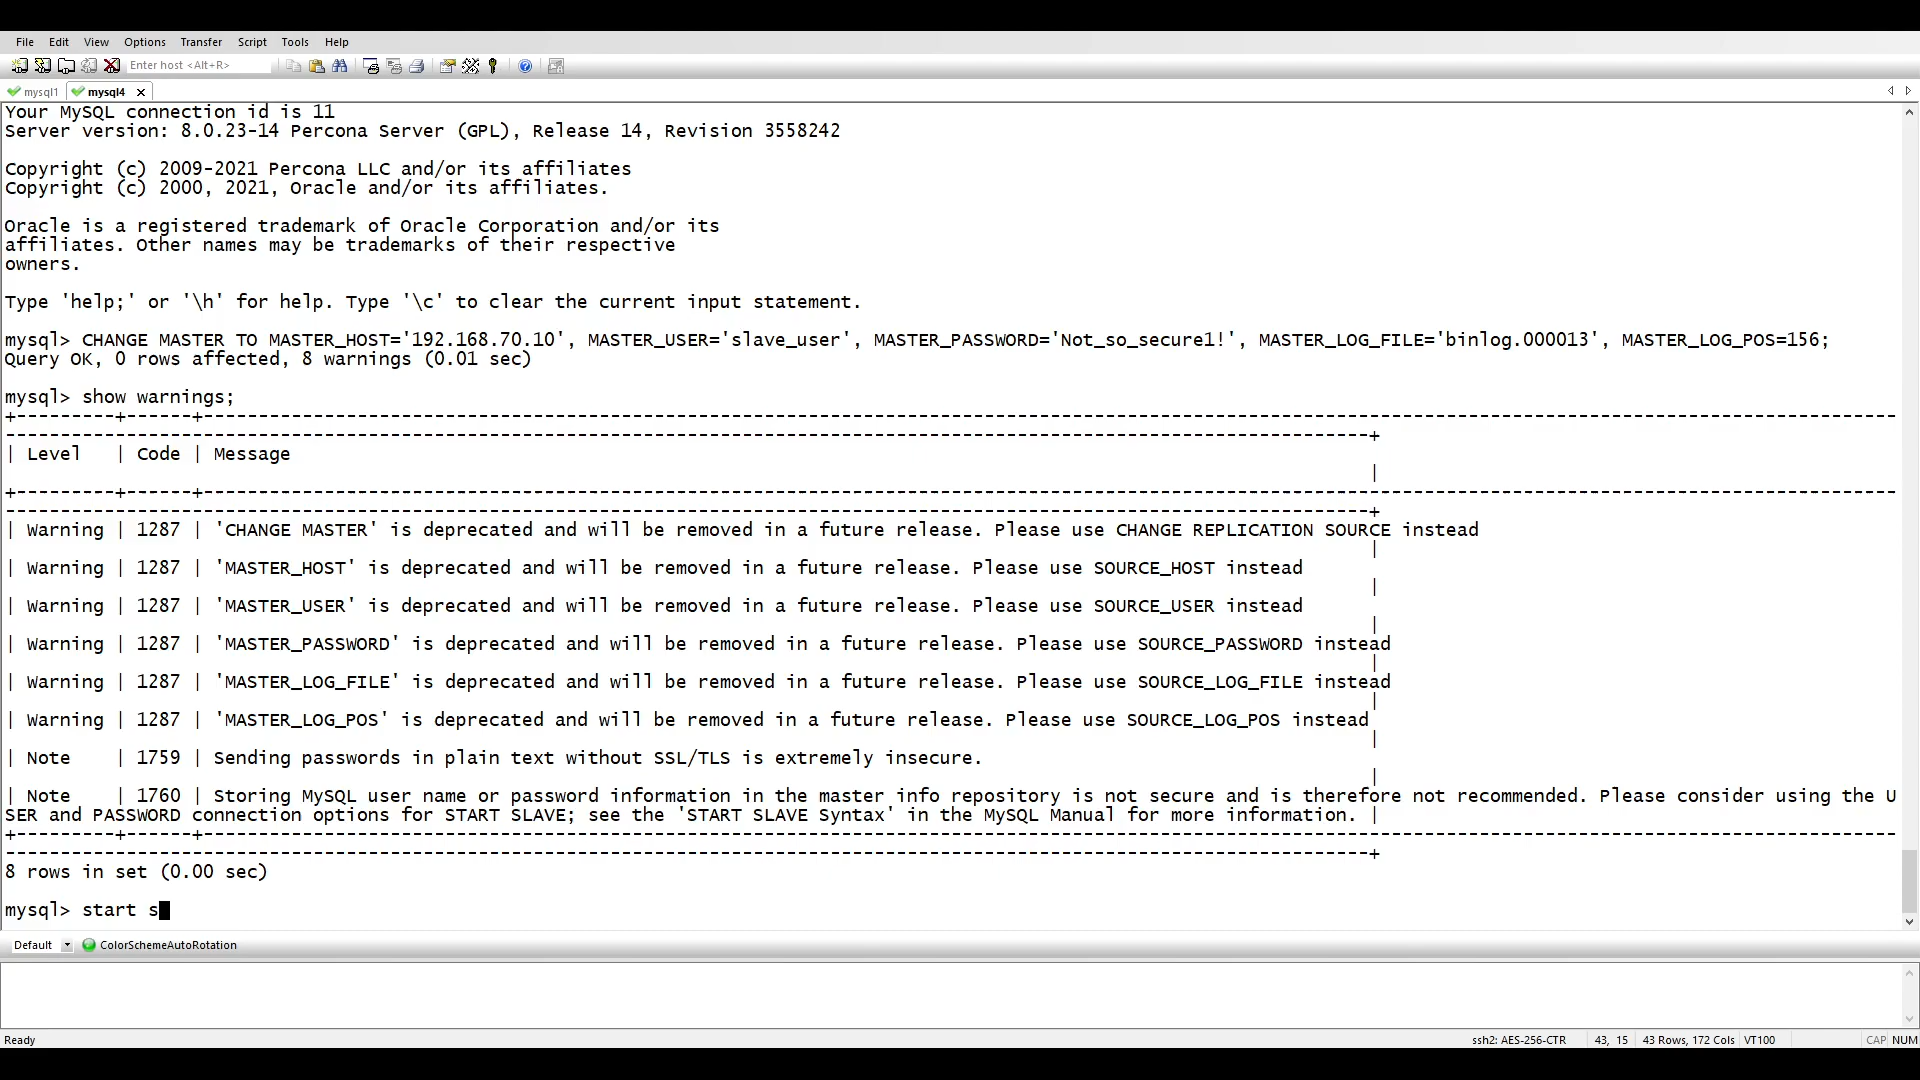 File Edit View Options Transfer Script Tools Help
Enter host <Alt+R>
mysql1 mysql4
Your MySQL connection id is 11
Server version: 8.0.23-14 Percona Server (GPL), Release 14, Revision 3558242
Copyright (c) 2009-2021 Percona LLC and/or its affiliates
Copyright (c) 2000, 2021, Oracle and/or its affiliates.
Oracle is a registered trademark of Oracle Corporation and/or its
affiliates. Other names may be trademarks of their respective
owners.
Type 'help;' or '\h' for help. Type '\c' to clear the current input statement.
mysql> CHANGE MASTER TO MASTER_HOST='192.168.70.10', MASTER_USER='slave_user', MASTER_PASSWORD='Not_so_secure1!', MASTER_LOG_FILE='binlog.000013', MASTER_LOG_POS=156;
Query OK, 0 rows affected, 8 warnings (0.01 sec)
mysql> show warnings;
| Level | Code | Message
|
| Warning | 1287 | 'CHANGE MASTER' is deprecated and will be removed in a future release. Please use CHANGE REPLICATION SOURCE instead
|
| Warning | 1287 | 'MASTER_HOST' is deprecated and will be removed in a future release. Please use SOURCE_HOST instead
|
| Warning | 1287 | 'MASTER_USER' is deprecated and will be removed in a future release. Please use SOURCE_USER instead
|
| Warning | 1287 | 'MASTER_PASSWORD' is deprecated and will be removed in a future release. Please use SOURCE_PASSWORD instead
|
| Warning | 1287 | 'MASTER_LOG_FILE' is deprecated and will be removed in a future release. Please use SOURCE_LOG_FILE instead
|
| Warning | 1287 | 'MASTER_LOG_POS' is deprecated and will be removed in a future release. Please use SOURCE_LOG_POS instead
|
| Note | 1759 | Sending passwords in plain text without SSL/TLS is extremely insecure.
|
| Note | 1760 | Storing MySQL user name or password information in the master info repository is not secure and is therefore not recommended. Please consider using the U
SER and PASSWORD connection options for START SLAVE; see the 'START SLAVE Syntax' in the MySQL Manual for more information. |
8 rows in set (0.00 sec)
mysql> start s
Default ColorSchemeAutoRotation
Ready ssh2: AES-256-CTR 43, 15 43 Rows, 172 Cols VT100 CAP NUM